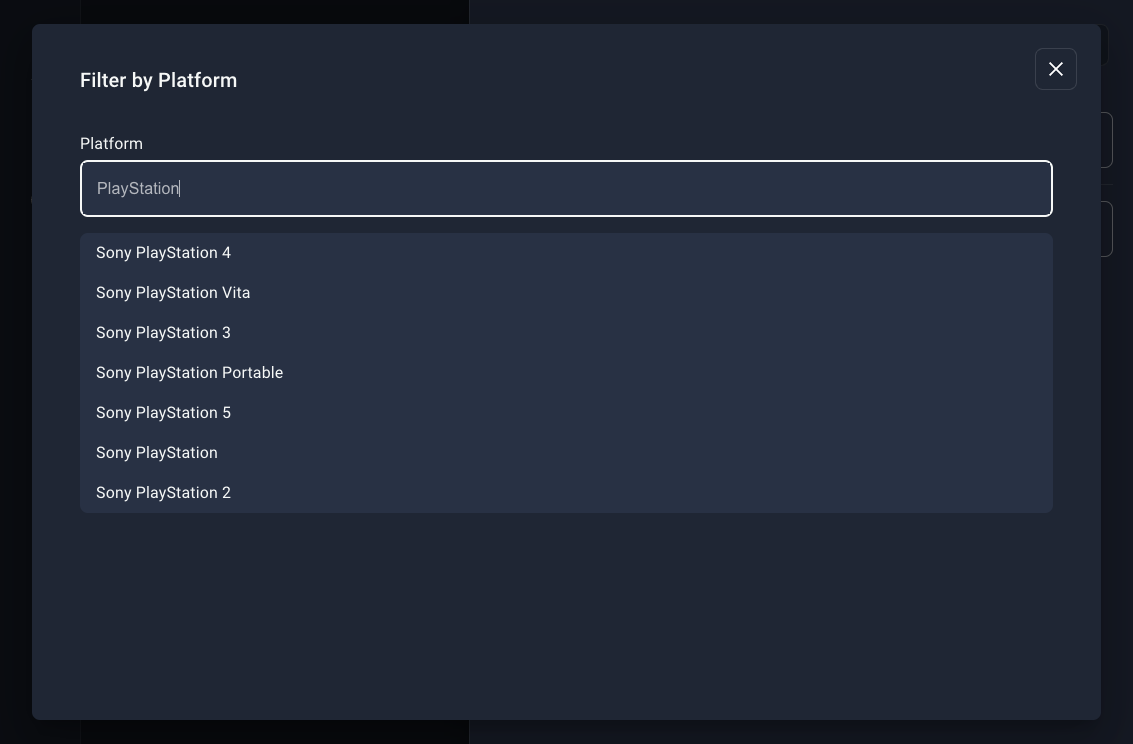 Filter by Platform
Platform
PlayStation
Sony PlayStation 4
Sony PlayStation Vita
Sony PlayStation 3
Sony PlayStation Portable
Sony PlayStation 5
Sony PlayStation
Sony PlayStation 2